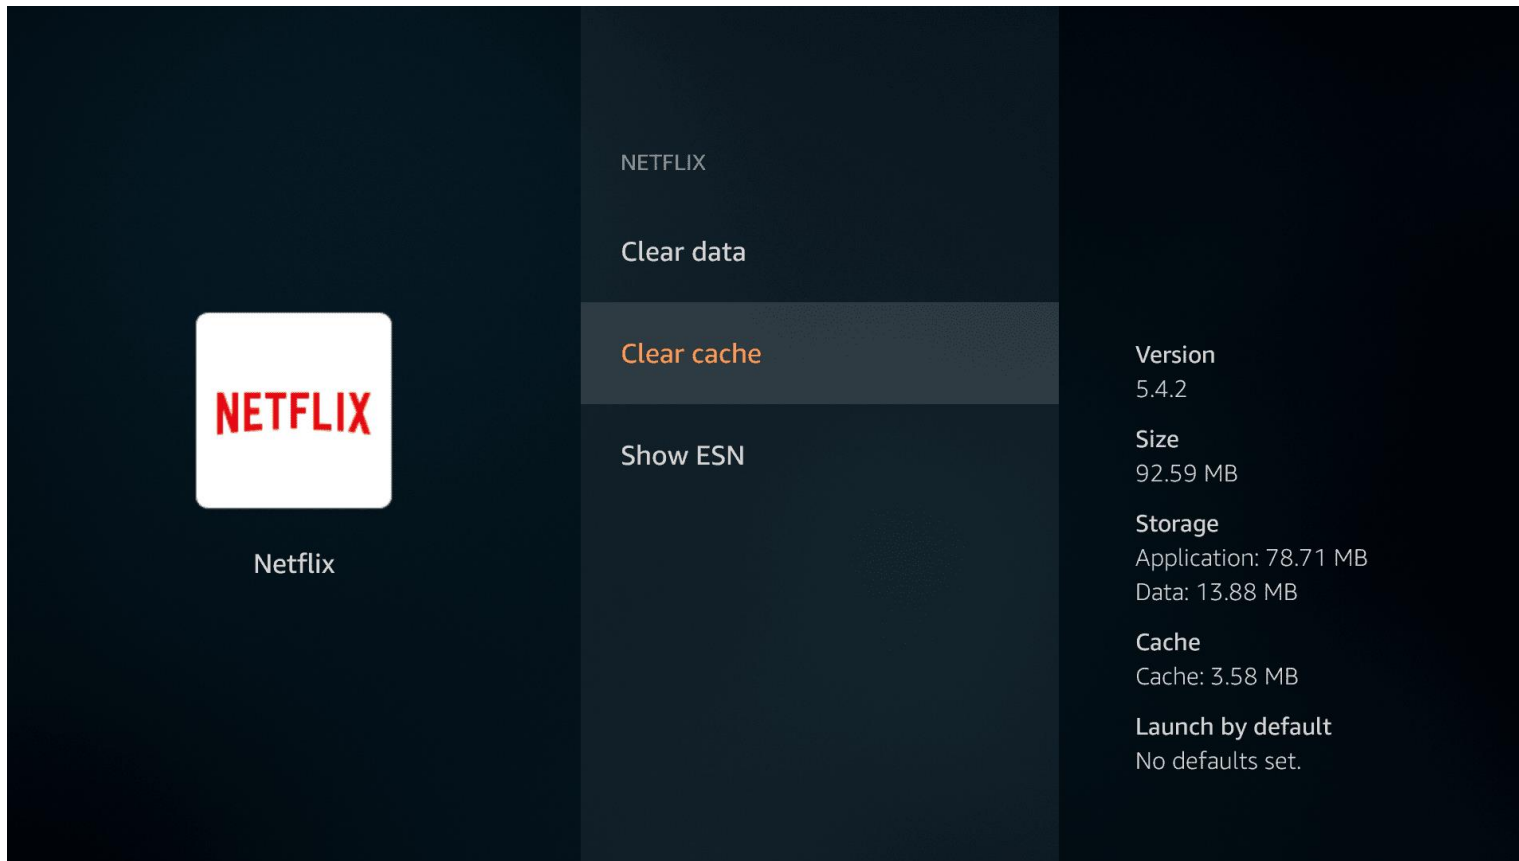 NETFLIX
Netflix
NETFLIX
Clear data
Clear cache
Show ESN
Version
5.4.2
Size
92.59 MB
Storage
Application: 78.71 MB
Data: 13.88 MB
Cache
Cache: 3.58 MB
Launch by default
No defaults set.